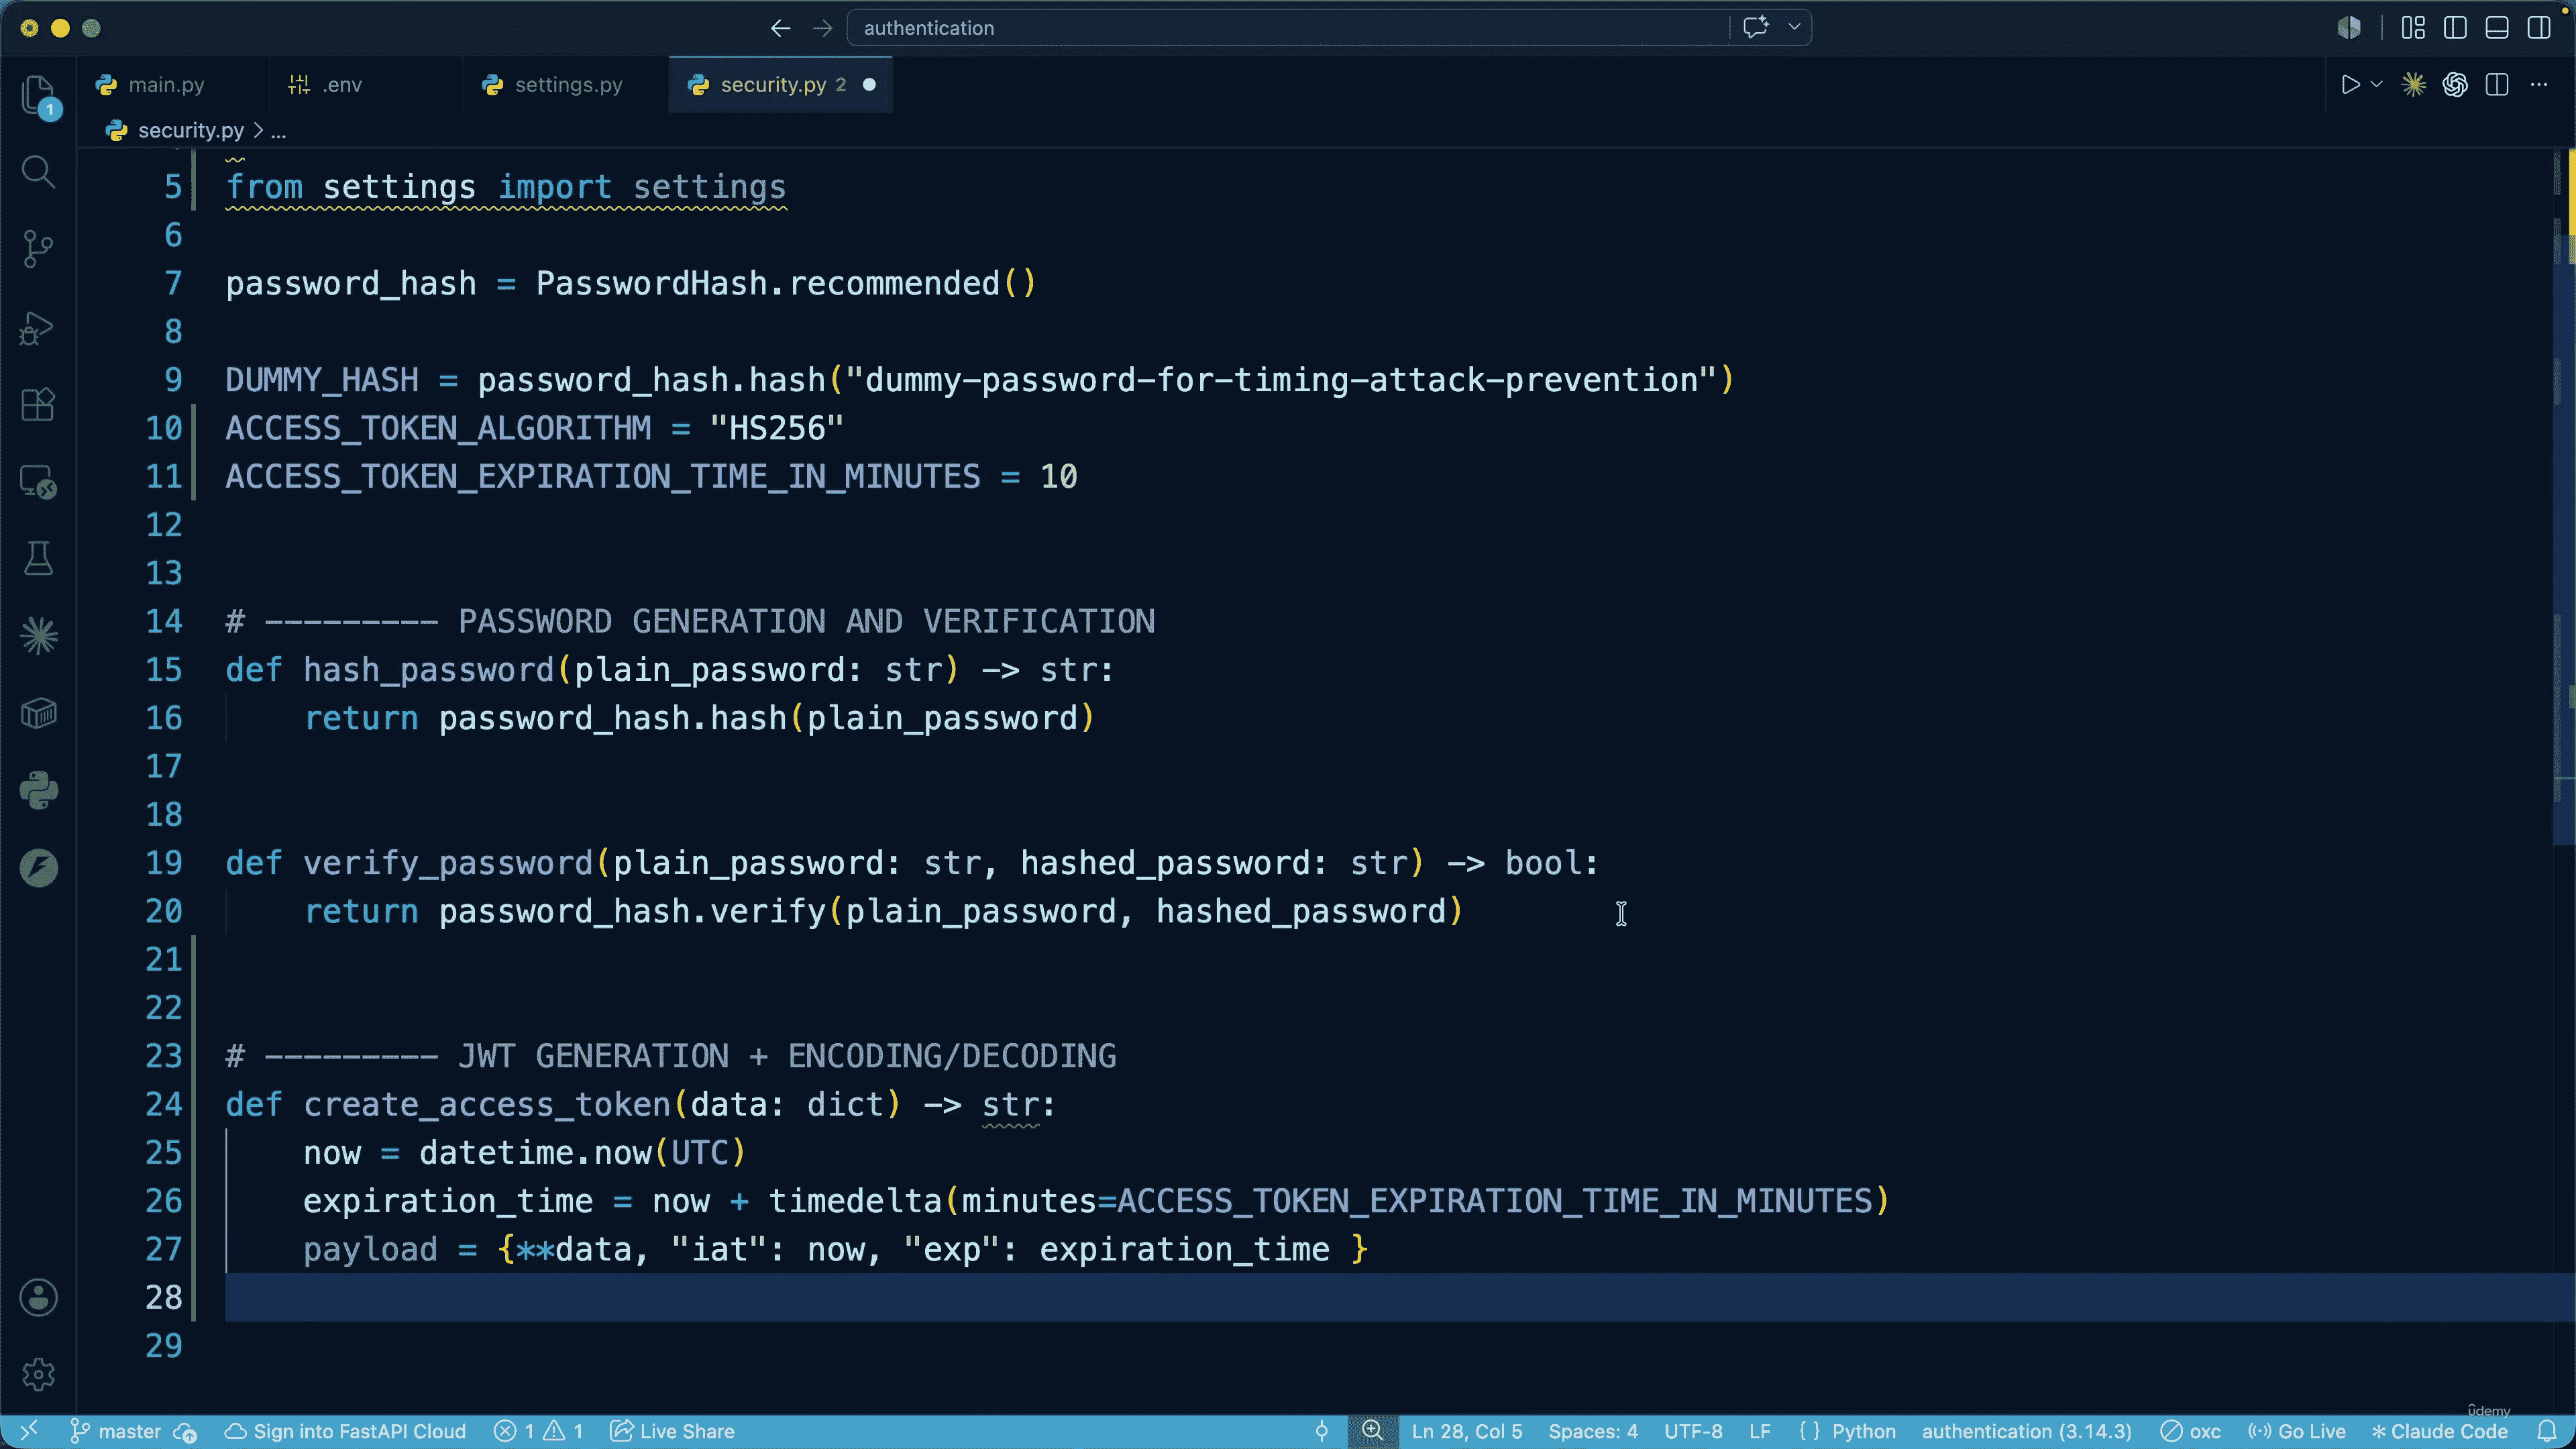 authentication
main.py
.env
settings.py
security.py 2
security.py > ...
1
5 from settings import settings
6
7 password_hash = PasswordHash.recommended()
8
9 DUMMY_HASH = password_hash.hash("dummy-password-for-timing-attack-prevention")
10 ACCESS_TOKEN_ALGORITHM = "HS256"
11 ACCESS_TOKEN_EXPIRATION_TIME_IN_MINUTES = 10
12
13
14 # --------- PASSWORD GENERATION AND VERIFICATION
15 def hash_password(plain_password: str) -> str:
16     return password_hash.hash(plain_password)
17
18
19 def verify_password(plain_password: str, hashed_password: str) -> bool:
20     return password_hash.verify(plain_password, hashed_password)
21
22
23 # --------- JWT GENERATION + ENCODING/DECODING
24 def create_access_token(data: dict) -> str:
25     now = datetime.now(UTC)
26     expiration_time = now + timedelta(minutes=ACCESS_TOKEN_EXPIRATION_TIME_IN_MINUTES)
27     payload = {**data, "iat": now, "exp": expiration_time }
28
29
ûdemy
master Sign into FastAPI Cloud 1 1 Live Share Ln 28, Col 5 Spaces: 4 UTF-8 LF { } Python authentication (3.14.3) oxc Go Live Claude Code